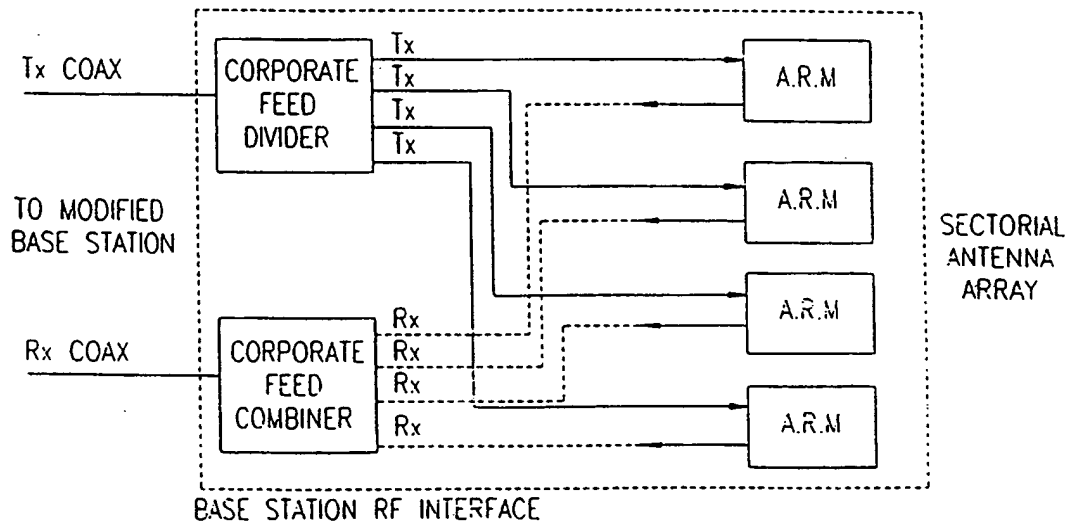 Tx COAX
CORPORATE
FEED
DIVIDER
Tx
Tx
Tx
Tx
A.R.M
A.R.M
A.R.M
A.R.M
TO MODIFIED
BASE STATION
SECTORIAL
ANTENNA
ARRAY
Rx COAX
CORPORATE
FEED
COMBINER
Rx
Rx
Rx
Rx
BASE STATION RF INTERFACE